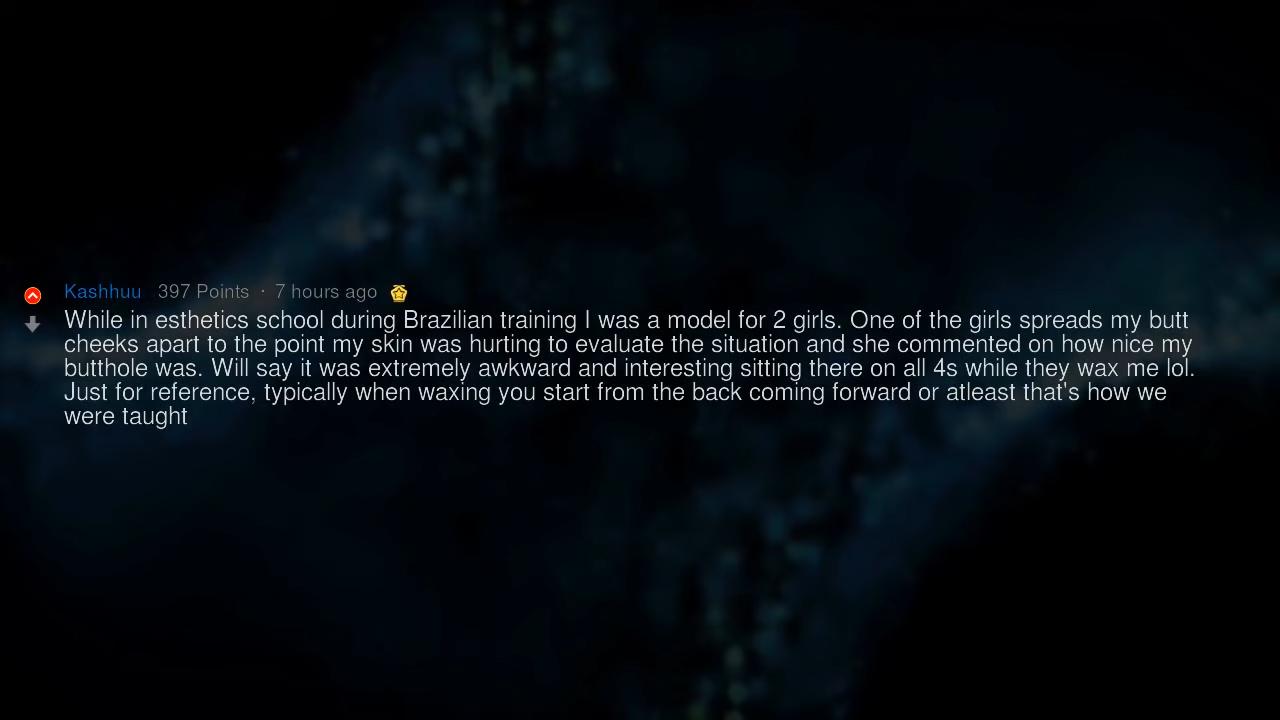 Kashhuu 397 Points · 7 hours ago
While in esthetics school during Brazilian training I was a model for 2 girls. One of the girls spreads my butt
cheeks apart to the point my skin was hurting to evaluate the situation and she commented on how nice my
butthole was. Will say it was extremely awkward and interesting sitting there on all 4s while they wax me lol.
Just for reference, typically when waxing you start from the back coming forward or atleast that's how we
were taught